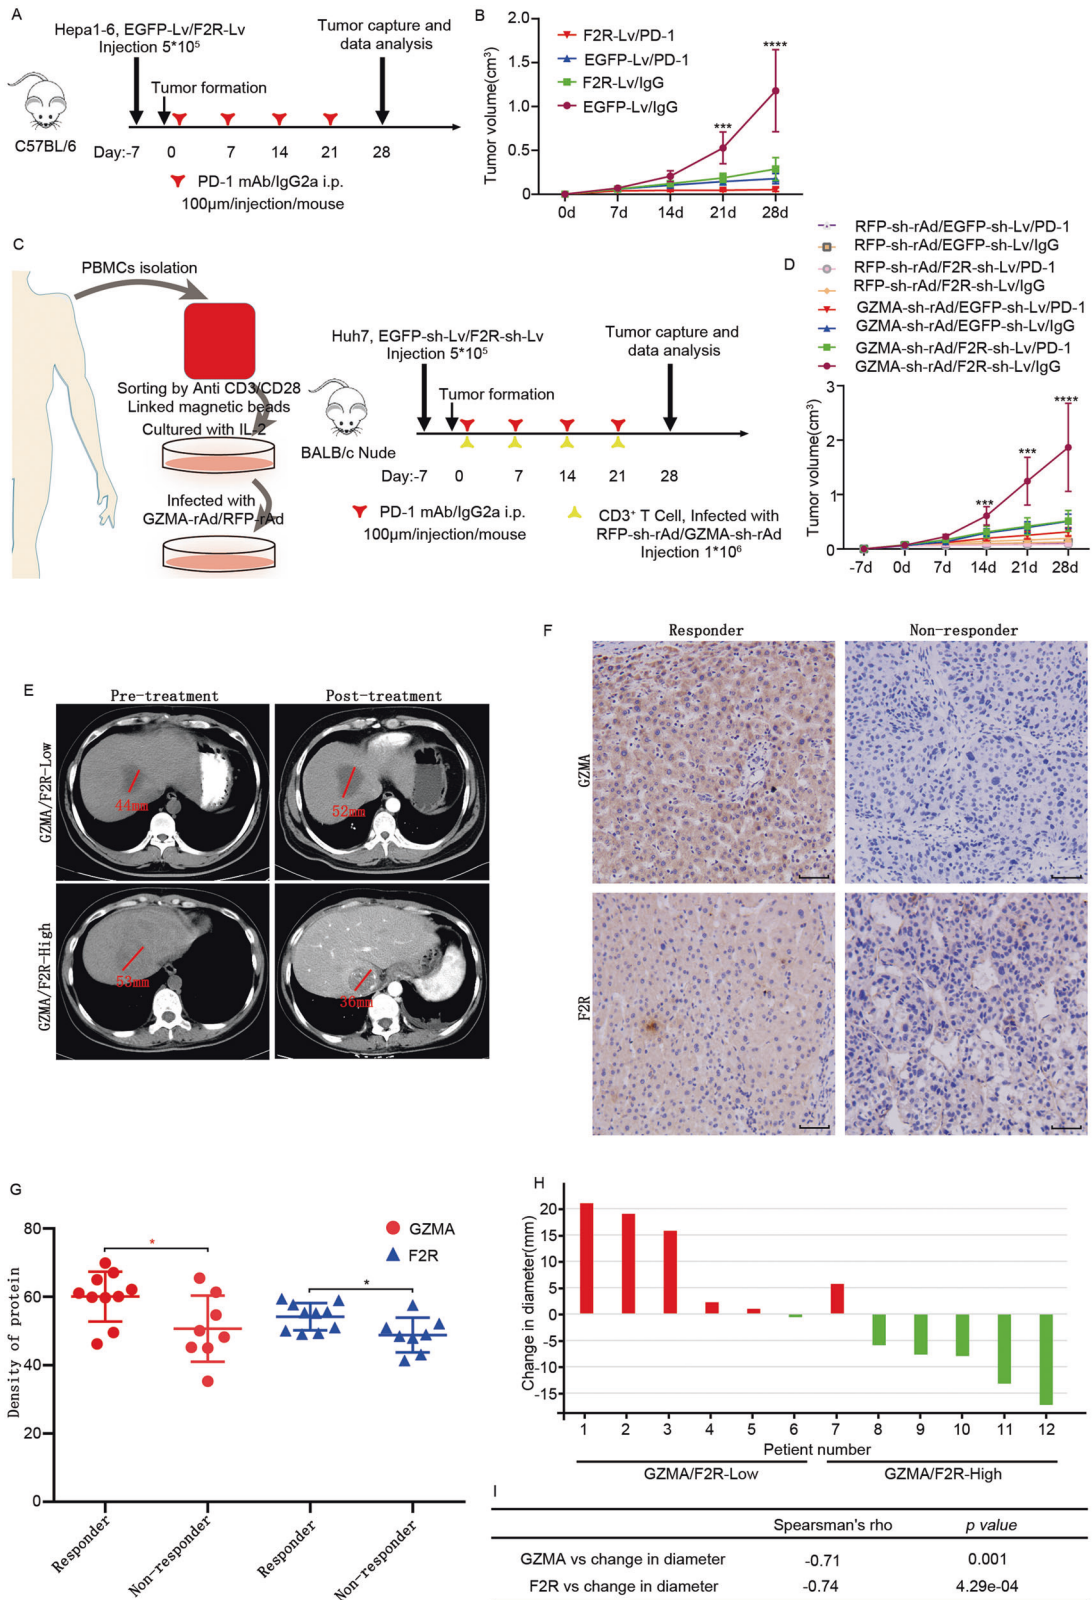 A
Hepa1-6, EGFP-Lv/F2R-Lv
Injection 5*10⁵
Tumor capture and
data analysis
Tumor formation
C57BL/6
Day:-7 0 7 14 21 28
PD-1 mAb/IgG2a i.p.
100μm/injection/mouse
B
F2R-Lv/PD-1
EGFP-Lv/PD-1
F2R-Lv/IgG
EGFP-Lv/IgG
Tumor volume(cm³)
2.0
1.5
1.0
0.5
0
***
****
0d 7d 14d 21d 28d
C
PBMCs isolation
Sorting by Anti CD3/CD28
Linked magnetic beads
Cultured with IL-2
Infected with
GZMA-rAd/RFP-rAd
Huh7, EGFP-sh-Lv/F2R-sh-Lv
Injection 5*10⁵
Tumor capture and
data analysis
Tumor formation
BALB/c Nude
Day:-7 0 7 14 21 28
PD-1 mAb/IgG2a i.p.
100μm/injection/mouse
CD3⁺ T Cell, Infected with
RFP-sh-rAd/GZMA-sh-rAd
Injection 1*10⁶
D
RFP-sh-rAd/EGFP-sh-Lv/PD-1
RFP-sh-rAd/EGFP-sh-Lv/IgG
RFP-sh-rAd/F2R-sh-Lv/PD-1
RFP-sh-rAd/F2R-sh-Lv/IgG
GZMA-sh-rAd/EGFP-sh-Lv/PD-1
GZMA-sh-rAd/EGFP-sh-Lv/IgG
GZMA-sh-rAd/F2R-sh-Lv/PD-1
GZMA-sh-rAd/F2R-sh-Lv/IgG
Tumor volume(cm³)
3
2
1
0
***
***
****
-7d 0d 7d 14d 21d 28d
E
Pre-treatment Post-treatment
GZMA/F2R-Low
44mm
52mm
GZMA/F2R-High
53mm
36mm
F
Responder Non-responder
GZMA
F2R
G
GZMA
F2R
Density of protein
80
60
40
20
0
*
*
Responder
Non-responder
Responder
Non-responder
H
Change in diameter(mm)
20
15
10
5
0
-5
-10
-15
1 2 3 4 5 6 7 8 9 10 11 12
Petient number
GZMA/F2R-Low GZMA/F2R-High
I
Spearsman's rho p value
GZMA vs change in diameter -0.71 0.001
F2R vs change in diameter -0.74 4.29e-04